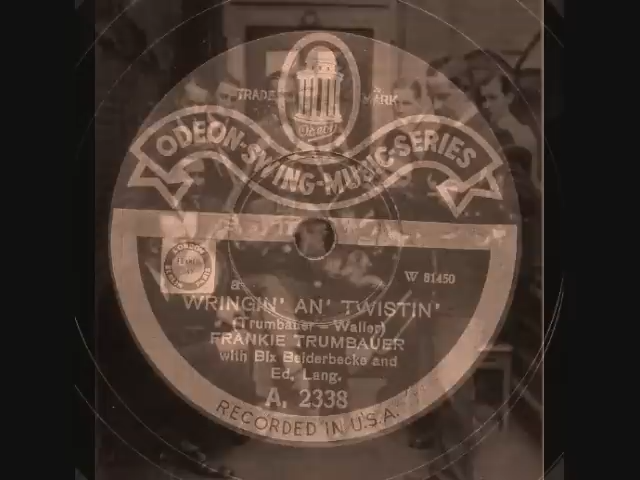 TRADE MARK
Odeon
ODEON-SWING-MUSIC-SERIES
W 81450
WRINGIN' AN' TWISTIN'
(Trumbauer—Waller)
FRANKIE TRUMBAUER
with Bix Beiderbecke and
Ed. Lang.
A. 2338
RECORDED IN U.S.A.